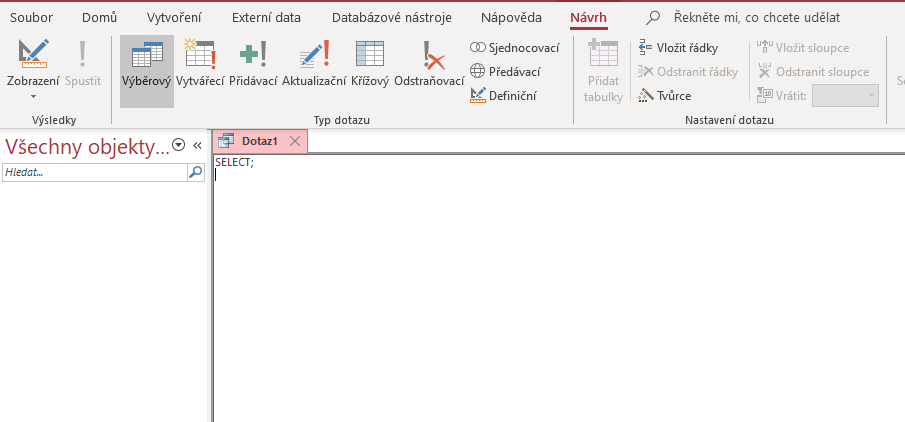 Soubor Domů Vytvoření Externí data Databázové nástroje Nápověda Návrh Řekněte mi, co chcete udělat
Zobrazení
Spustit
Výsledky
Výběrový
Vytvářecí
Přidávací
Aktualizační
Křížový
Odstraňovací
Sjednocovací
Předávací
Definiční
Typ dotazu
Přidat
tabulky
Vložit řádky
Odstranit řádky
Tvůrce
Vložit sloupce
Odstranit sloupce
Vrátit:
Nastavení dotazu
Všechny objekty...
Hledat...
Dotaz1
SELECT;